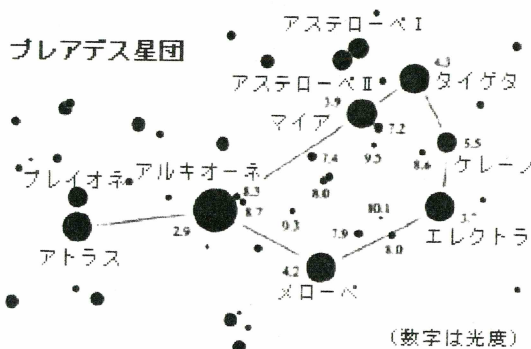 プレアデス星団
アステローペⅠ
アステローペⅡ
4.3
タイゲタ
3.9
マイア
7.2
9.5
5.5
8.6
ケレーノ
7.4
8.0
プレイオネ
アルキオーネ
8.3
8.7
9.3
10.1
エレクトラ
アトラス
2.9
7.9
8.0
4.2
メローペ
(数字は光度)